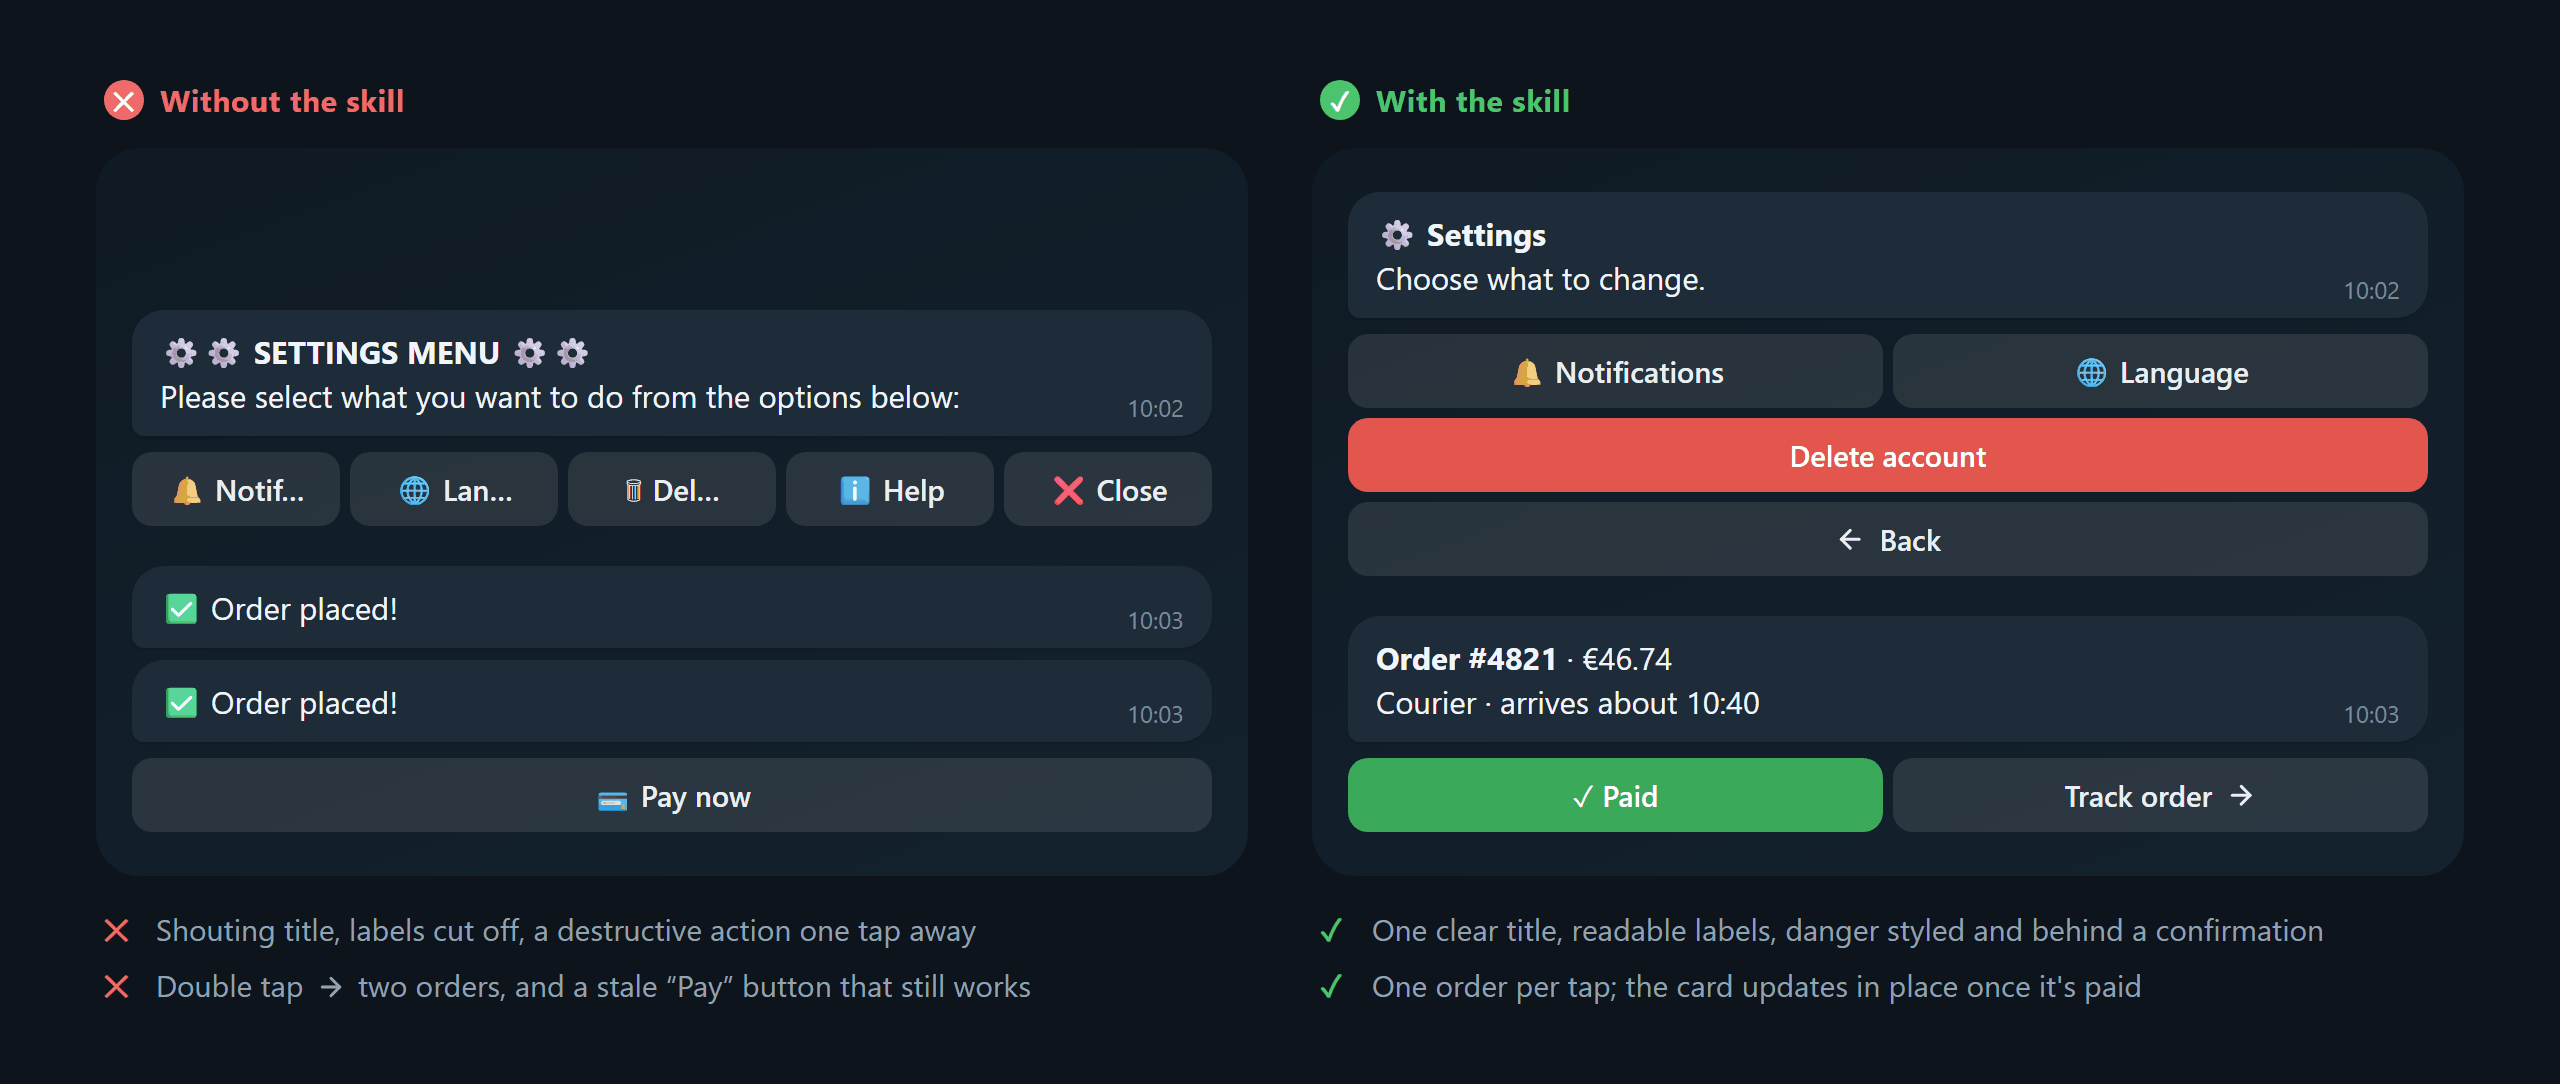 Without the skill
⚙️ ⚙️ SETTINGS MENU ⚙️ ⚙️
Please select what you want to do from the options below:
10:02
🔔 Notif...
🌐 Lan...
🗑 Del...
ℹ️ Help
❌ Close
✅ Order placed!
10:03
✅ Order placed!
10:03
💳 Pay now
✕ Shouting title, labels cut off, a destructive action one tap away
✕ Double tap → two orders, and a stale “Pay” button that still works
With the skill
⚙️ Settings
Choose what to change.
10:02
🔔 Notifications
🌐 Language
Delete account
← Back
Order #4821 · €46.74
Courier · arrives about 10:40
10:03
✓ Paid
Track order →
✓ One clear title, readable labels, danger styled and behind a confirmation
✓ One order per tap; the card updates in place once it's paid